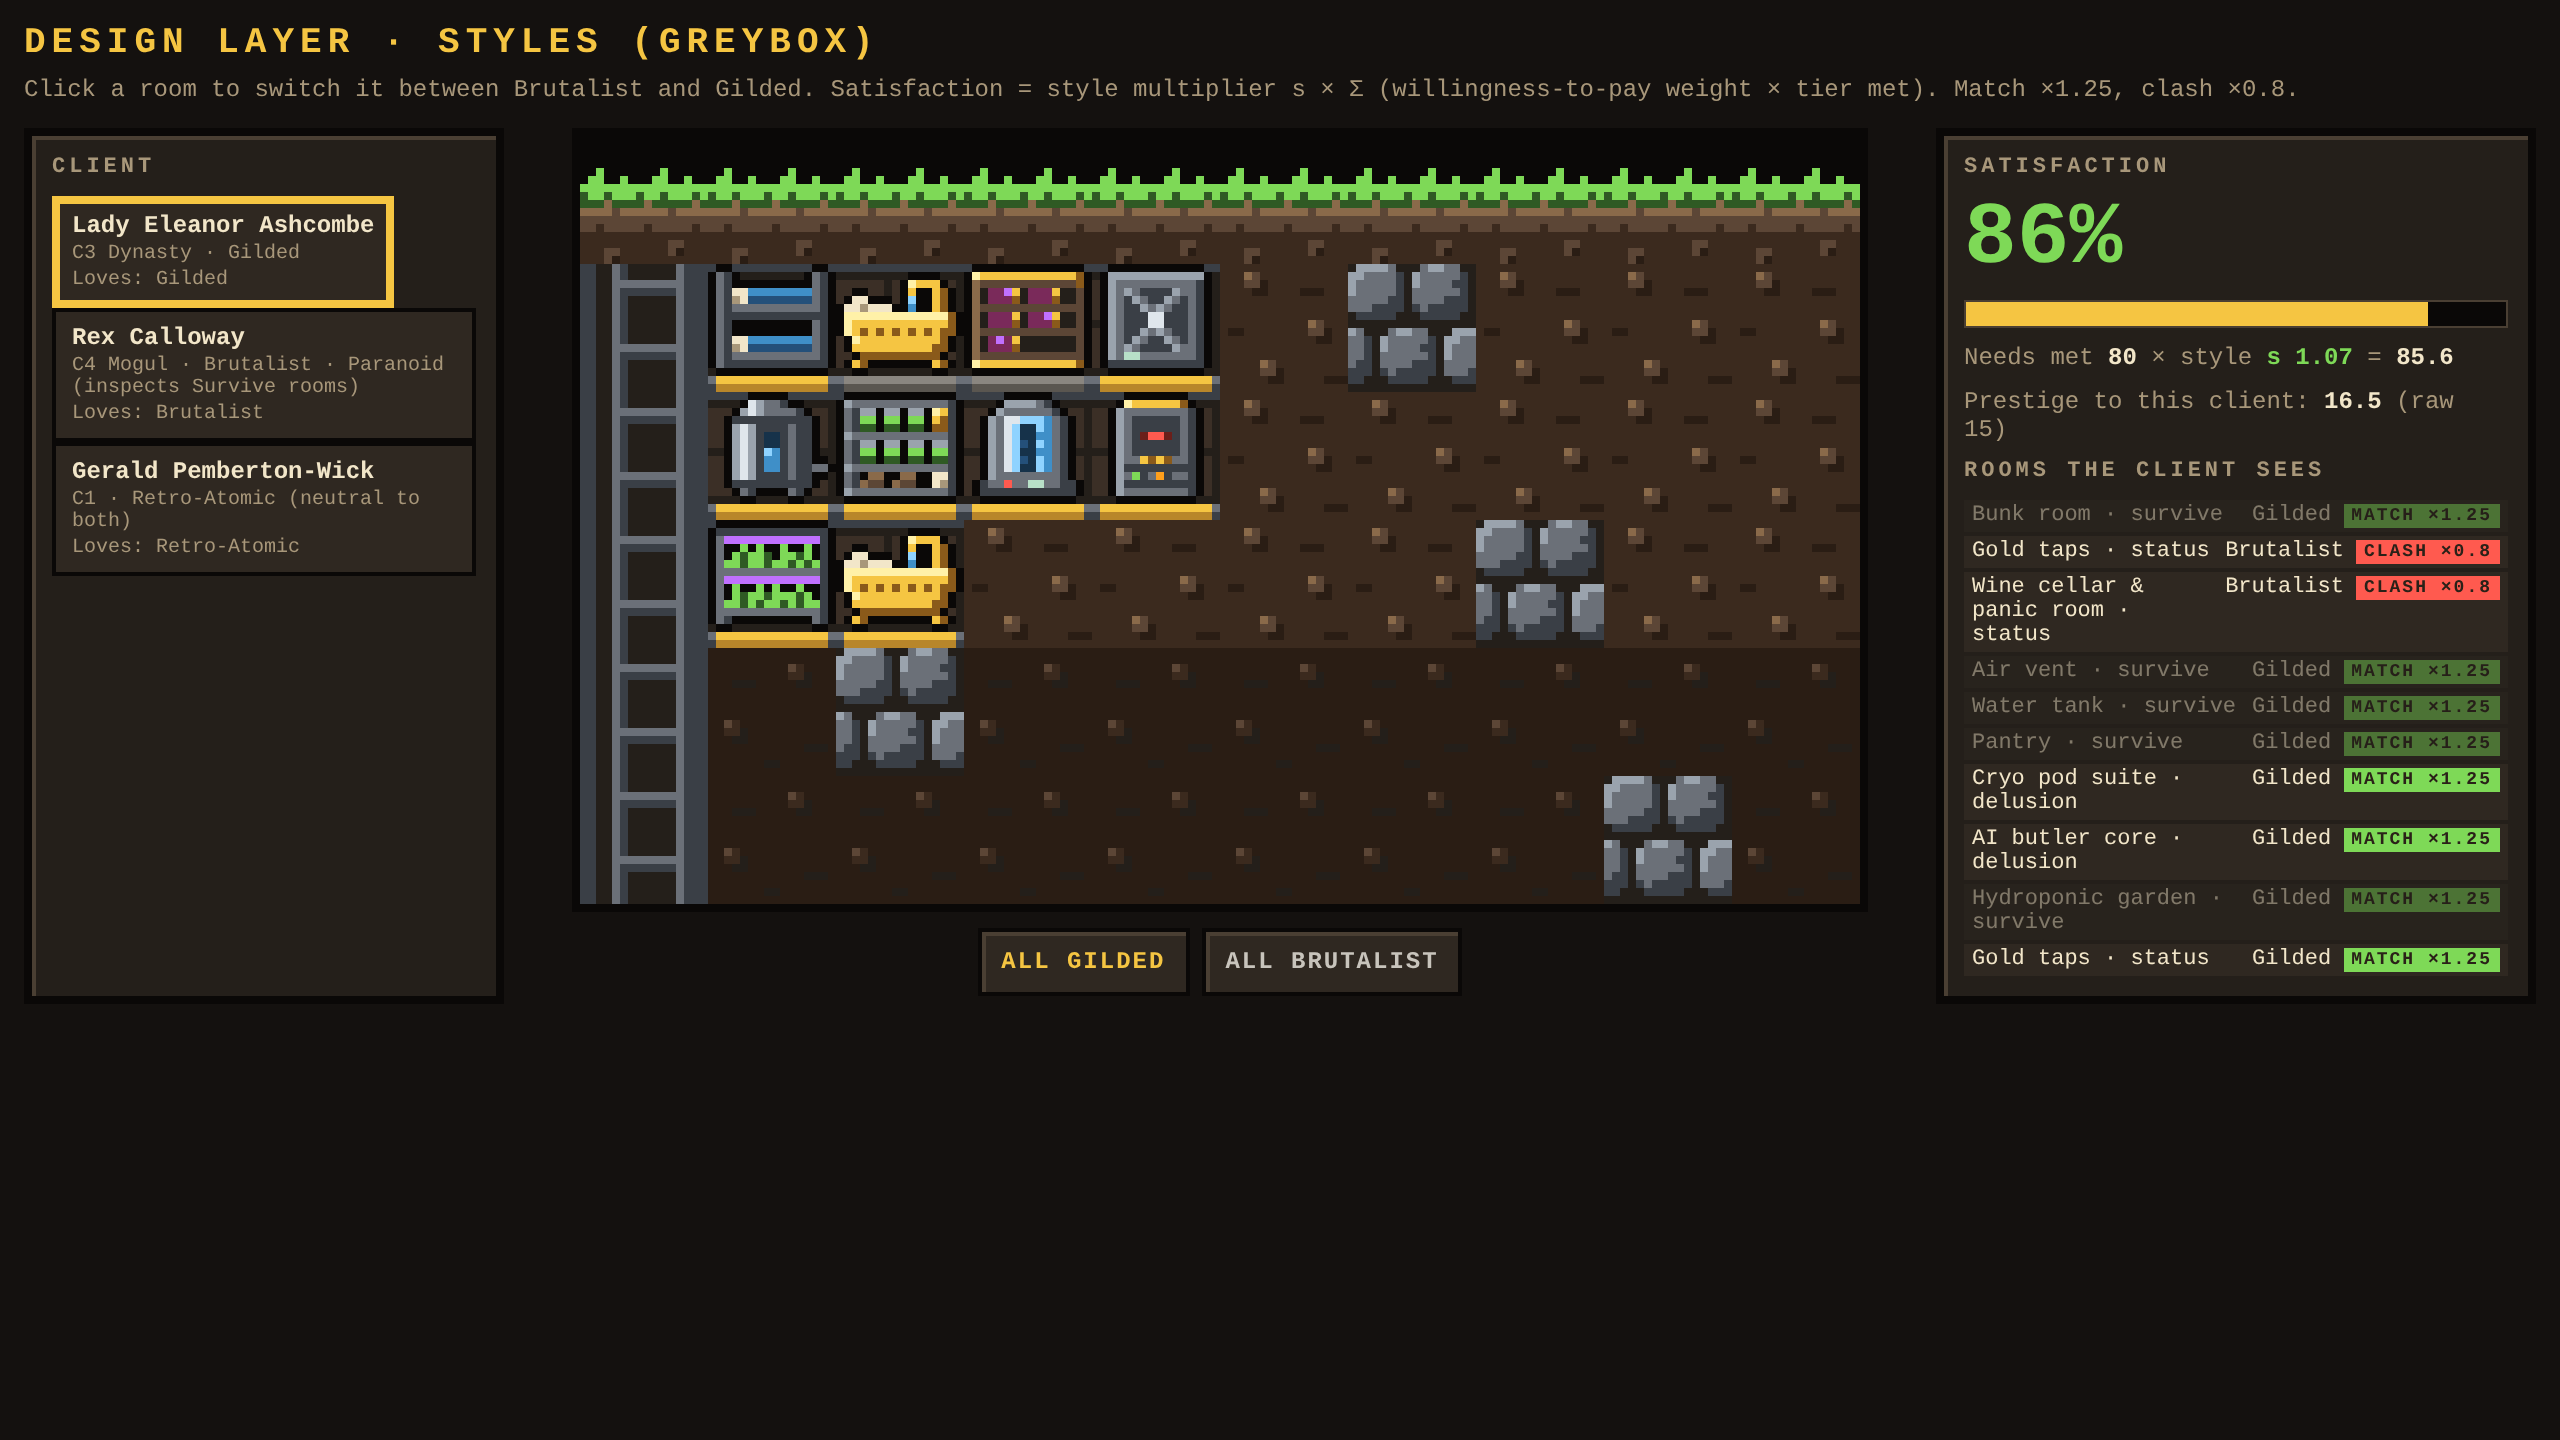 DESIGN LAYER · STYLES (GREYBOX)
Click a room to switch it between Brutalist and Gilded. Satisfaction = style multiplier s × Σ (willingness-to-pay weight × tier met). Match ×1.25, clash ×0.8.
CLIENT
Lady Eleanor Ashcombe
C3 Dynasty · Gilded
Loves: Gilded
Rex Calloway
C4 Mogul · Brutalist · Paranoid
(inspects Survive rooms)
Loves: Brutalist
Gerald Pemberton-Wick
C1 · Retro-Atomic (neutral to
both)
Loves: Retro-Atomic
ALL GILDED
ALL BRUTALIST
SATISFACTION
86%
Needs met 80 × style s 1.07 = 85.6
Prestige to this client: 16.5 (raw
15)
ROOMS THE CLIENT SEES
Bunk room · survive Gilded MATCH ×1.25
Gold taps · status Brutalist CLASH ×0.8
Wine cellar & Brutalist CLASH ×0.8
panic room ·
status
Air vent · survive Gilded MATCH ×1.25
Water tank · survive Gilded MATCH ×1.25
Pantry · survive Gilded MATCH ×1.25
Cryo pod suite · Gilded MATCH ×1.25
delusion
AI butler core · Gilded MATCH ×1.25
delusion
Hydroponic garden · Gilded MATCH ×1.25
survive
Gold taps · status Gilded MATCH ×1.25